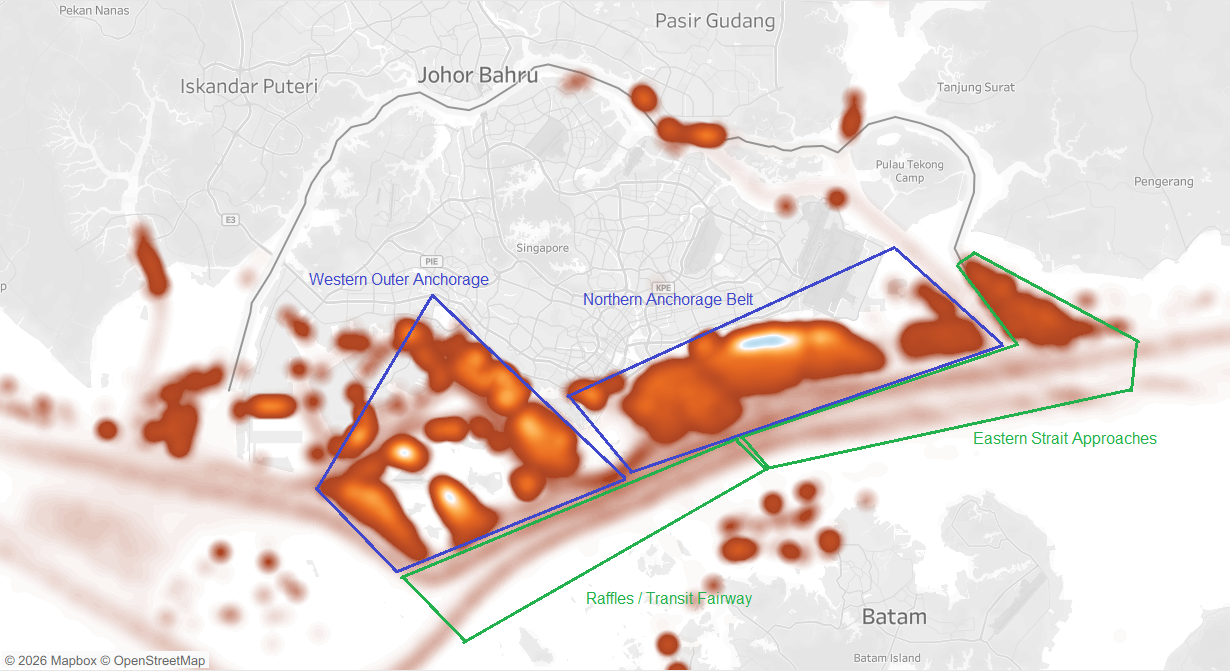 Pekan Nanas
Pasir Gudang
Johor Bahru
Iskandar Puteri
Tanjung Surat
Pulau Tekong
Camp
Pengerang
E3
Singapore
PIE
Western Outer Anchorage
KPE
Northern Anchorage Belt
p
Eastern Strait Approaches
Raffles / Transit Fairway
Batam
Batam Island
© 2026 Mapbox © OpenStreetMap